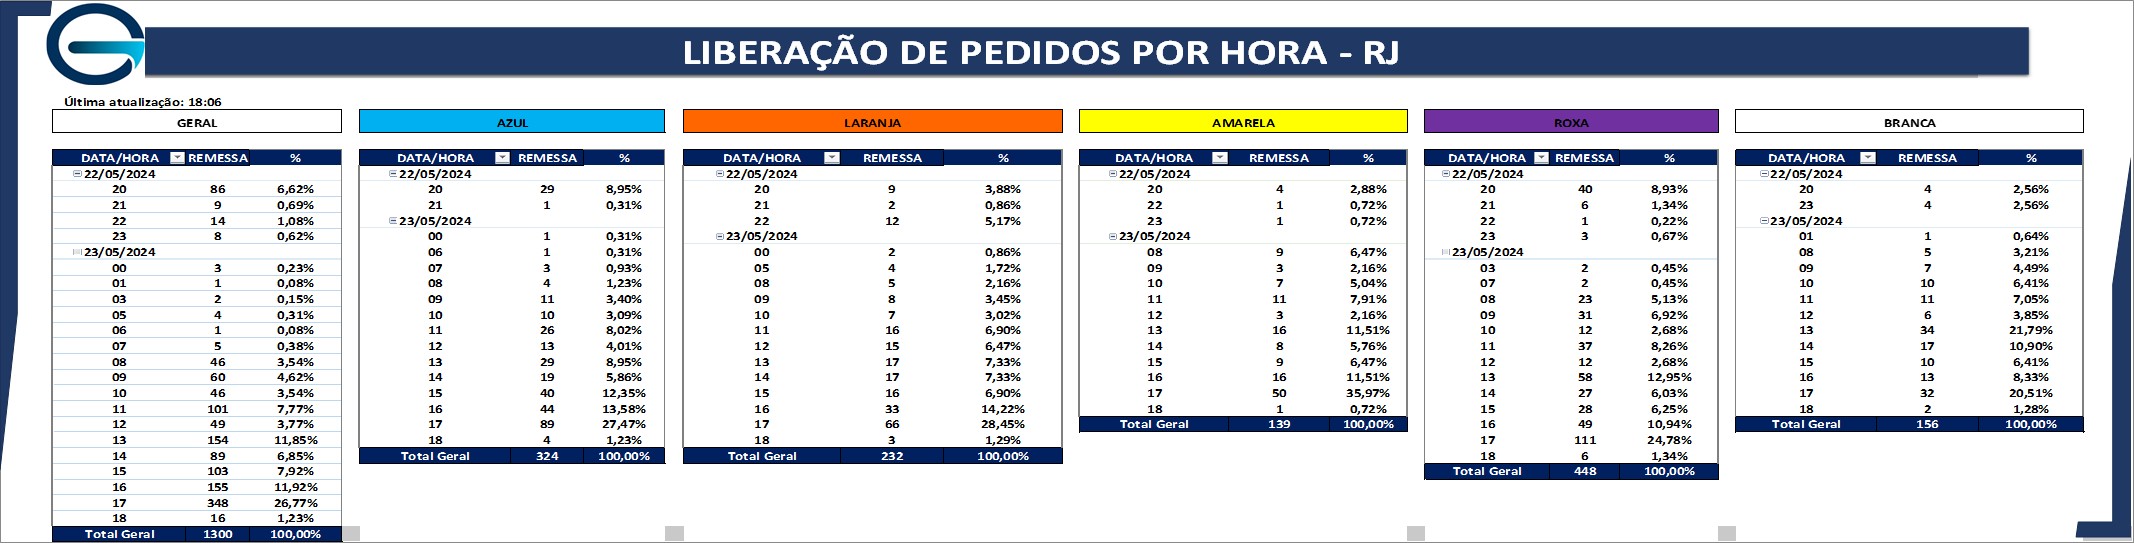 LIBERAÇÃO DE PEDIDOS POR HORA - RJ
Última atualização: 18:06
GERAL
DATA/HORA REMESSA %
22/05/2024
20 86 6,62%
21 9 0,69%
22 14 1,08%
23 8 0,62%
23/05/2024
00 3 0,23%
01 1 0,08%
03 2 0,15%
05 4 0,31%
06 1 0,08%
07 5 0,38%
08 46 3,54%
09 60 4,62%
10 46 3,54%
11 101 7,77%
12 49 3,77%
13 154 11,85%
14 89 6,85%
15 103 7,92%
16 155 11,92%
17 348 26,77%
18 16 1,23%
Total Geral 1300 100,00%
AZUL
DATA/HORA REMESSA %
22/05/2024
20 29 8,95%
21 1 0,31%
23/05/2024
00 1 0,31%
06 1 0,31%
07 3 0,93%
08 4 1,23%
09 11 3,40%
10 10 3,09%
11 26 8,02%
12 13 4,01%
13 29 8,95%
14 19 5,86%
15 40 12,35%
16 44 13,58%
17 89 27,47%
18 4 1,23%
Total Geral 324 100,00%
LARANJA
DATA/HORA REMESSA %
22/05/2024
20 9 3,88%
21 2 0,86%
22 12 5,17%
23/05/2024
00 2 0,86%
05 4 1,72%
08 5 2,16%
09 8 3,45%
10 7 3,02%
11 16 6,90%
12 15 6,47%
13 17 7,33%
14 17 7,33%
15 16 6,90%
16 33 14,22%
17 66 28,45%
18 3 1,29%
Total Geral 232 100,00%
AMARELA
DATA/HORA REMESSA %
22/05/2024
20 4 2,88%
22 1 0,72%
23 1 0,72%
23/05/2024
08 9 6,47%
09 3 2,16%
10 7 5,04%
11 11 7,91%
12 3 2,16%
13 16 11,51%
14 8 5,76%
15 9 6,47%
16 16 11,51%
17 50 35,97%
18 1 0,72%
Total Geral 139 100,00%
ROXA
DATA/HORA REMESSA %
22/05/2024
20 40 8,93%
21 6 1,34%
22 1 0,22%
23 3 0,67%
23/05/2024
03 2 0,45%
07 2 0,45%
08 23 5,13%
09 31 6,92%
10 12 2,68%
11 37 8,26%
12 12 2,68%
13 58 12,95%
14 27 6,03%
15 28 6,25%
16 49 10,94%
17 111 24,78%
18 6 1,34%
Total Geral 448 100,00%
BRANCA
DATA/HORA REMESSA %
22/05/2024
20 4 2,56%
23 4 2,56%
23/05/2024
01 1 0,64%
08 5 3,21%
09 7 4,49%
10 10 6,41%
11 11 7,05%
12 6 3,85%
13 34 21,79%
14 17 10,90%
15 10 6,41%
16 13 8,33%
17 32 20,51%
18 2 1,28%
Total Geral 156 100,00%